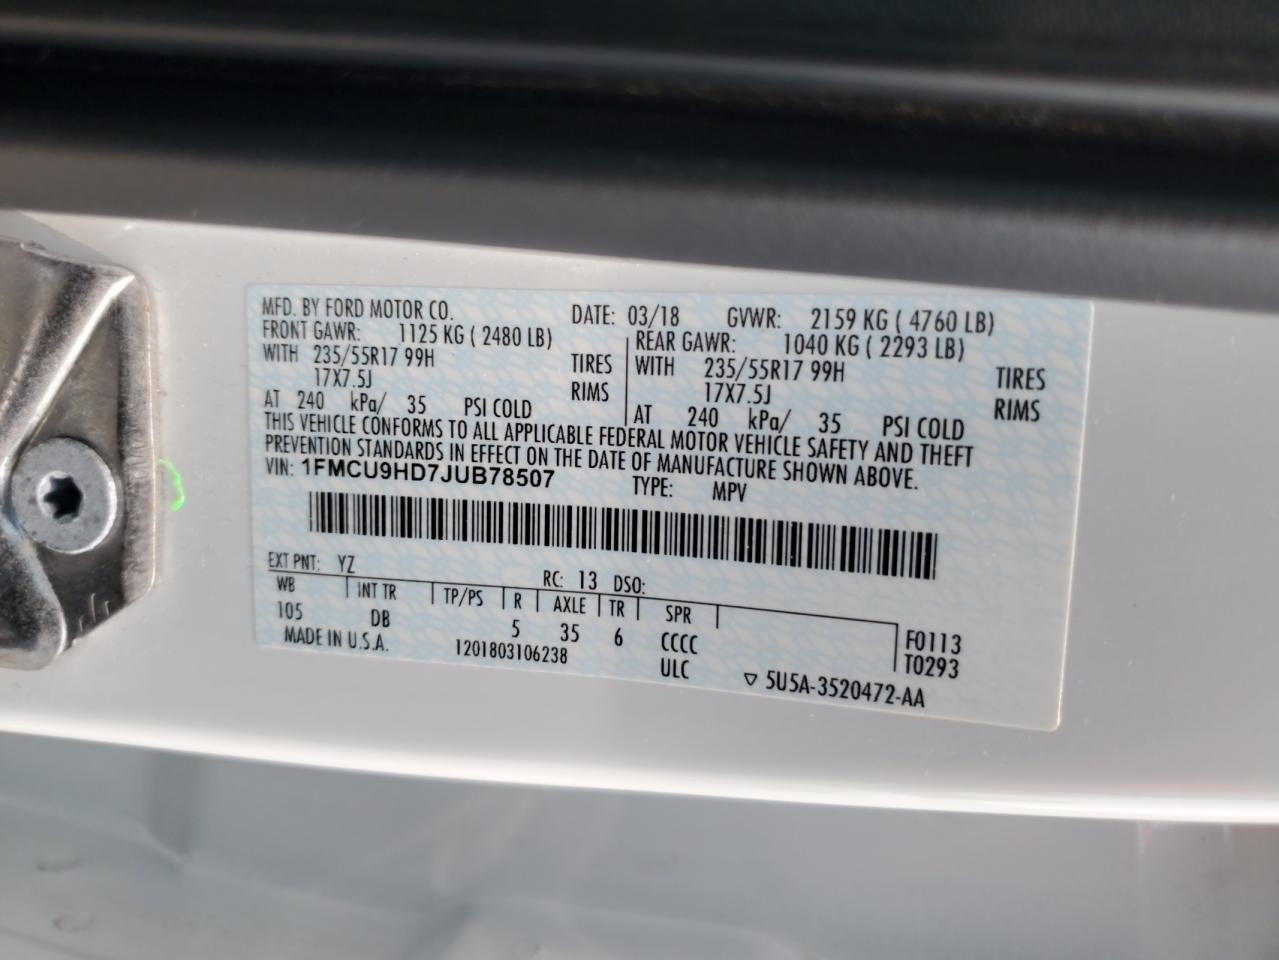 MFD. BY FORD MOTOR CO. DATE: 03/18 GVWR: 2159 KG ( 4760 LB)
FRONT GAWR: 1125 KG ( 2480 LB) REAR GAWR: 1040 KG ( 2293 LB)
WITH 235/55R17 99H TIRES WITH 235/55R17 99H TIRES
17X7.5J RIMS 17X7.5J RIMS
AT 240 kPa/ 35 PSI COLD AT 240 kPa/ 35 PSI COLD
THIS VEHICLE CONFORMS TO ALL APPLICABLE FEDERAL MOTOR VEHICLE SAFETY AND THEFT
PREVENTION STANDARDS IN EFFECT ON THE DATE OF MANUFACTURE SHOWN ABOVE.
VIN: 1FMCU9HD7JUB78507 TYPE: MPV
EXT PNT: YZ RC: 13 DSO:
WB INT TR TP/PS R AXLE TR SPR
105 DB 5 35 6 CCCC F0113
MADE IN U.S.A. 1201803106238 ULC T0293
▽ 5U5A-3520472-AA